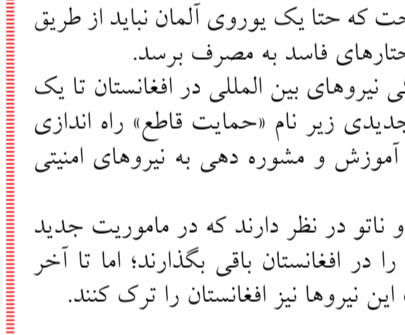 که حتا یک یوروی آلمان نباید از طریق
فاسد به مصرف برسد.
نیروهای بین المللی در افغانستان تا یک
جدیدی زیر نام «حمایت قاطع» راه اندازی
آموزش و مشوره دهی به نیروهای امنیتی
و ناتو در نظر دارند که در ماموریت جدید
را در افغانستان باقی بگذارند؛ اما تا آخر
این نیروها نیز افغانستان را ترک کنند.